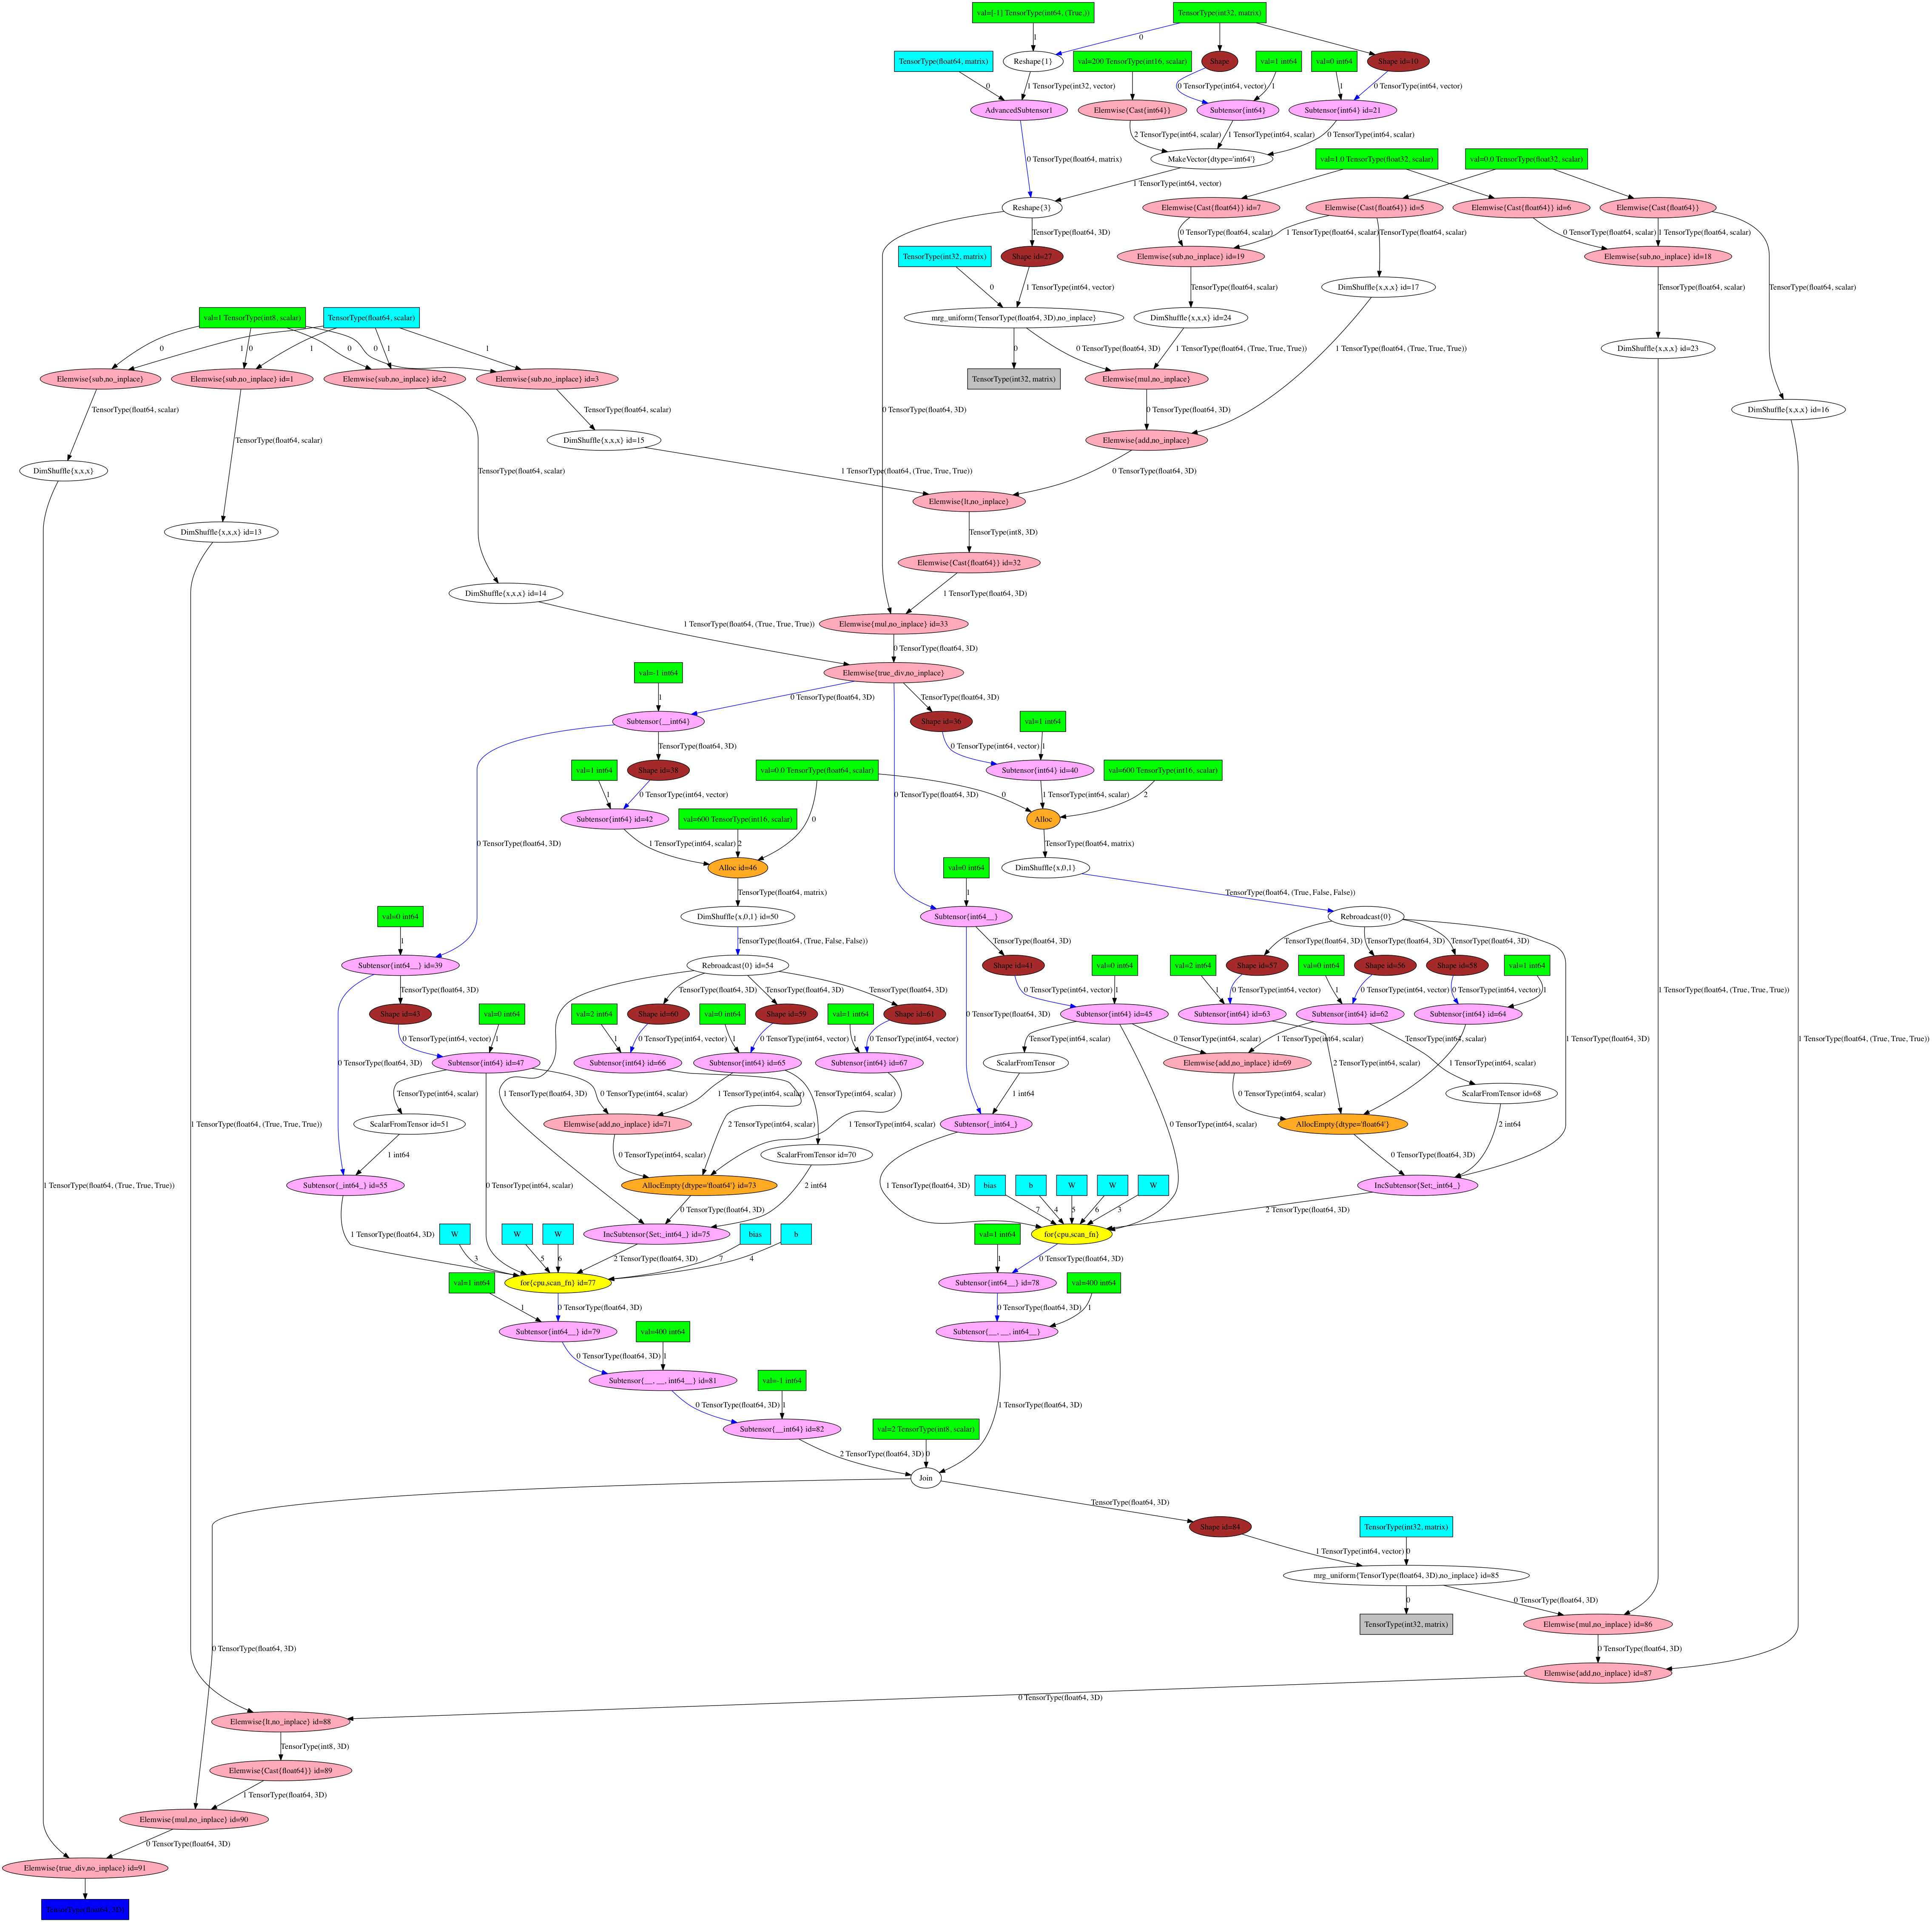 val=[-1] TensorType(int64, (True,))
TensorType(int32, matrix)
1
0
TensorType(float64, matrix)
Reshape{1}
val=200 TensorType(int16, scalar)
Shape
val=1 int64
val=0 int64
Shape id=10
0
1 TensorType(int32, vector)
0 TensorType(int64, vector)
1
1
0 TensorType(int64, vector)
AdvancedSubtensor1
Elemwise{Cast{int64}}
Subtensor{int64}
Subtensor{int64} id=21
2 TensorType(int64, scalar)
1 TensorType(int64, scalar)
0 TensorType(int64, scalar)
0 TensorType(float64, matrix)
MakeVector{dtype='int64'}
val=1.0 TensorType(float32, scalar)
val=0.0 TensorType(float32, scalar)
1 TensorType(int64, vector)
Reshape{3}
Elemwise{Cast{float64}} id=7
Elemwise{Cast{float64}} id=5
Elemwise{Cast{float64}} id=6
Elemwise{Cast{float64}}
TensorType(float64, 3D)
0 TensorType(float64, scalar)
1 TensorType(float64, scalar)
TensorType(float64, scalar)
0 TensorType(float64, scalar)
1 TensorType(float64, scalar)
TensorType(int32, matrix)
Shape id=27
Elemwise{sub,no_inplace} id=19
Elemwise{sub,no_inplace} id=18
0
1 TensorType(int64, vector)
TensorType(float64, scalar)
DimShuffle{x,x,x} id=17
TensorType(float64, scalar)
TensorType(float64, scalar)
val=1 TensorType(int8, scalar)
TensorType(float64, scalar)
mrg_uniform{TensorType(float64, 3D),no_inplace}
DimShuffle{x,x,x} id=24
0
1
0
1
0
1
0
1
0
0 TensorType(float64, 3D)
1 TensorType(float64, (True, True, True))
1 TensorType(float64, (True, True, True))
DimShuffle{x,x,x} id=23
Elemwise{sub,no_inplace}
Elemwise{sub,no_inplace} id=1
Elemwise{sub,no_inplace} id=2
Elemwise{sub,no_inplace} id=3
TensorType(int32, matrix)
Elemwise{mul,no_inplace}
TensorType(float64, scalar)
TensorType(float64, scalar)
0 TensorType(float64, 3D)
0 TensorType(float64, 3D)
DimShuffle{x,x,x} id=16
TensorType(float64, scalar)
DimShuffle{x,x,x} id=15
Elemwise{add,no_inplace}
DimShuffle{x,x,x}
TensorType(float64, scalar)
1 TensorType(float64, (True, True, True))
0 TensorType(float64, 3D)
Elemwise{lt,no_inplace}
DimShuffle{x,x,x} id=13
TensorType(int8, 3D)
Elemwise{Cast{float64}} id=32
DimShuffle{x,x,x} id=14
1 TensorType(float64, 3D)
1 TensorType(float64, (True, True, True))
Elemwise{mul,no_inplace} id=33
0 TensorType(float64, 3D)
val=-1 int64
Elemwise{true_div,no_inplace}
1
0 TensorType(float64, 3D)
TensorType(float64, 3D)
Subtensor{__int64}
Shape id=36
val=1 int64
TensorType(float64, 3D)
0 TensorType(int64, vector)
1
val=1 int64
Shape id=38
val=0.0 TensorType(float64, scalar)
Subtensor{int64} id=40
val=600 TensorType(int16, scalar)
1
0 TensorType(int64, vector)
0 TensorType(float64, 3D)
0
1 TensorType(int64, scalar)
2
Subtensor{int64} id=42
val=600 TensorType(int16, scalar)
0
Alloc
0 TensorType(float64, 3D)
1 TensorType(int64, scalar)
2
TensorType(float64, matrix)
Alloc id=46
val=0 int64
DimShuffle{x,0,1}
TensorType(float64, matrix)
1
TensorType(float64, (True, False, False))
val=0 int64
DimShuffle{x,0,1} id=50
Subtensor{int64__}
Rebroadcast{0}
1
TensorType(float64, (True, False, False))
TensorType(float64, 3D)
TensorType(float64, 3D)
TensorType(float64, 3D)
TensorType(float64, 3D)
Subtensor{int64__} id=39
Rebroadcast{0} id=54
Shape id=41
val=0 int64
val=2 int64
Shape id=57
val=0 int64
Shape id=56
Shape id=58
val=1 int64
TensorType(float64, 3D)
TensorType(float64, 3D)
TensorType(float64, 3D)
TensorType(float64, 3D)
0 TensorType(int64, vector)
1
1
0 TensorType(int64, vector)
1
0 TensorType(int64, vector)
0 TensorType(int64, vector)
1
1 TensorType(float64, (True, True, True))
Shape id=43
val=0 int64
val=2 int64
Shape id=60
val=0 int64
Shape id=59
val=1 int64
Shape id=61
0 TensorType(float64, 3D)
Subtensor{int64} id=45
Subtensor{int64} id=63
Subtensor{int64} id=62
Subtensor{int64} id=64
0 TensorType(int64, vector)
1
1
0 TensorType(int64, vector)
1
0 TensorType(int64, vector)
1
0 TensorType(int64, vector)
TensorType(int64, scalar)
0 TensorType(int64, scalar)
1 TensorType(int64, scalar)
TensorType(int64, scalar)
1 TensorType(float64, 3D)
1 TensorType(float64, (True, True, True))
0 TensorType(float64, 3D)
Subtensor{int64} id=47
Subtensor{int64} id=66
Subtensor{int64} id=65
Subtensor{int64} id=67
ScalarFromTensor
Elemwise{add,no_inplace} id=69
2 TensorType(int64, scalar)
1 TensorType(int64, scalar)
TensorType(int64, scalar)
1 TensorType(float64, 3D)
0 TensorType(int64, scalar)
1 TensorType(int64, scalar)
TensorType(int64, scalar)
1 int64
0 TensorType(int64, scalar)
ScalarFromTensor id=68
1 TensorType(float64, (True, True, True))
ScalarFromTensor id=51
Elemwise{add,no_inplace} id=71
2 TensorType(int64, scalar)
1 TensorType(int64, scalar)
Subtensor{_int64_}
0 TensorType(int64, scalar)
AllocEmpty{dtype='float64'}
2 int64
1 int64
0 TensorType(int64, scalar)
ScalarFromTensor id=70
0 TensorType(float64, 3D)
1 TensorType(float64, (True, True, True))
Subtensor{_int64_} id=55
0 TensorType(int64, scalar)
AllocEmpty{dtype='float64'} id=73
2 int64
1 TensorType(float64, 3D)
bias
b
W
W
W
IncSubtensor{Set;_int64_}
0 TensorType(float64, 3D)
7
4
5
6
3
2 TensorType(float64, 3D)
1 TensorType(float64, 3D)
W
W
W
IncSubtensor{Set;_int64_} id=75
bias
b
val=1 int64
for{cpu,scan_fn}
3
5
6
2 TensorType(float64, 3D)
7
4
1
0 TensorType(float64, 3D)
val=1 int64
for{cpu,scan_fn} id=77
Subtensor{int64__} id=78
val=400 int64
1
0 TensorType(float64, 3D)
0 TensorType(float64, 3D)
1
Subtensor{int64__} id=79
val=400 int64
Subtensor{__, __, int64__}
0 TensorType(float64, 3D)
1
Subtensor{__, __, int64__} id=81
val=-1 int64
0 TensorType(float64, 3D)
1
1 TensorType(float64, 3D)
Subtensor{__int64} id=82
val=2 TensorType(int8, scalar)
2 TensorType(float64, 3D)
0
Join
TensorType(float64, 3D)
Shape id=84
TensorType(int32, matrix)
1 TensorType(int64, vector)
0
mrg_uniform{TensorType(float64, 3D),no_inplace} id=85
0
0 TensorType(float64, 3D)
TensorType(int32, matrix)
Elemwise{mul,no_inplace} id=86
0 TensorType(float64, 3D)
0 TensorType(float64, 3D)
Elemwise{add,no_inplace} id=87
0 TensorType(float64, 3D)
Elemwise{lt,no_inplace} id=88
TensorType(int8, 3D)
Elemwise{Cast{float64}} id=89
1 TensorType(float64, 3D)
Elemwise{mul,no_inplace} id=90
0 TensorType(float64, 3D)
Elemwise{true_div,no_inplace} id=91
TensorType(float64, 3D)